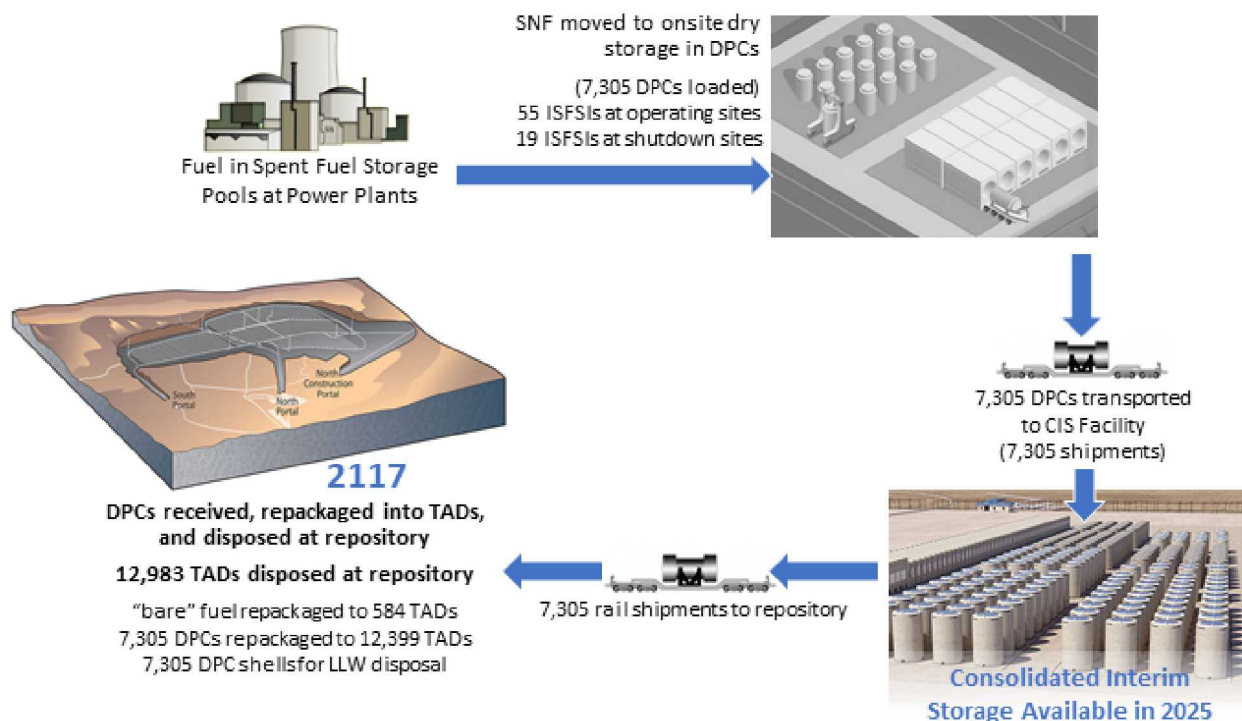 SNF moved to onsite dry
storage in DPCs
(7,305 DPCs loaded)
55 ISFSIs at operating sites
19 ISFSIs at shutdown sites
Fuel in Spent Fuel Storage
Pools at Power Plants
7,305 DPCs transported
to CIS Facility
(7,305 shipments)
Consolidated Interim
Storage Available in 2025
7,305 rail shipments to repository
South
Portal
North
Portal
North
Construction
Portal
2117
DPCs received, repackaged into TADs,
and disposed at repository
12,983 TADs disposed at repository
"bare" fuel repackaged to 584 TADs
7,305 DPCs repackaged to 12,399 TADs
7,305 DPC shells for LLW disposal